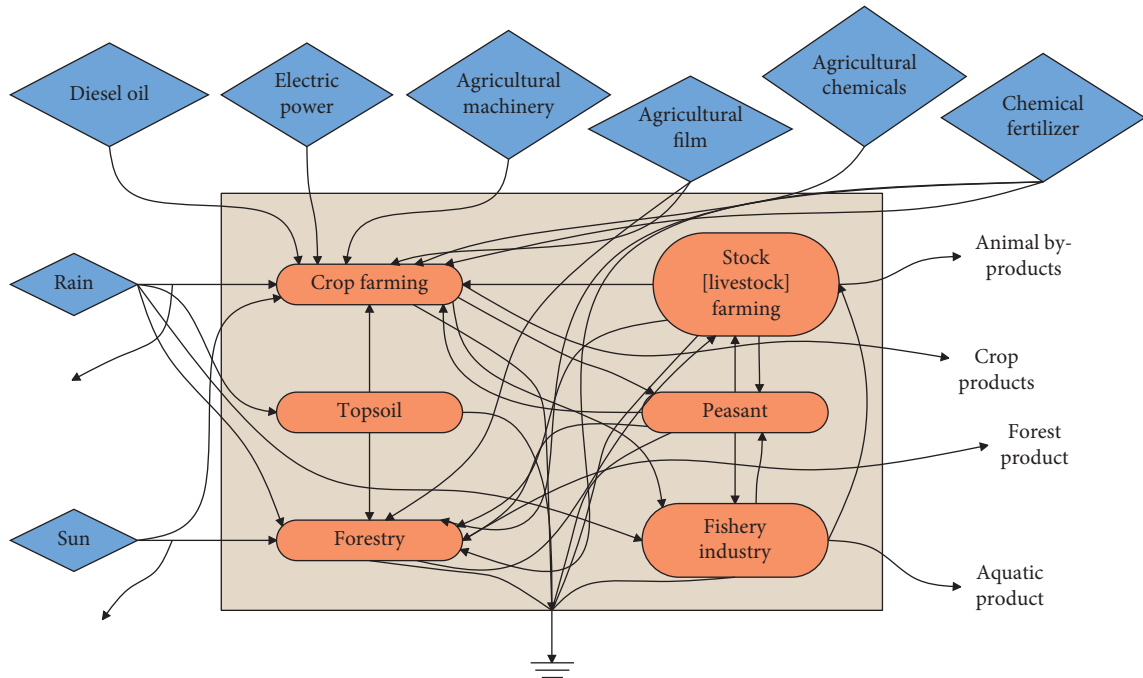 Diesel oil
Electric
power
Agricultural
machinery
Agricultural
film
Agricultural
chemicals
Chemical
fertilizer
Rain
Crop farming
Stock
[livestock]
farming
Animal by-
products
Crop
products
Topsoil
Peasant
Forest
product
Sun
Forestry
Fishery
industry
Aquatic
product